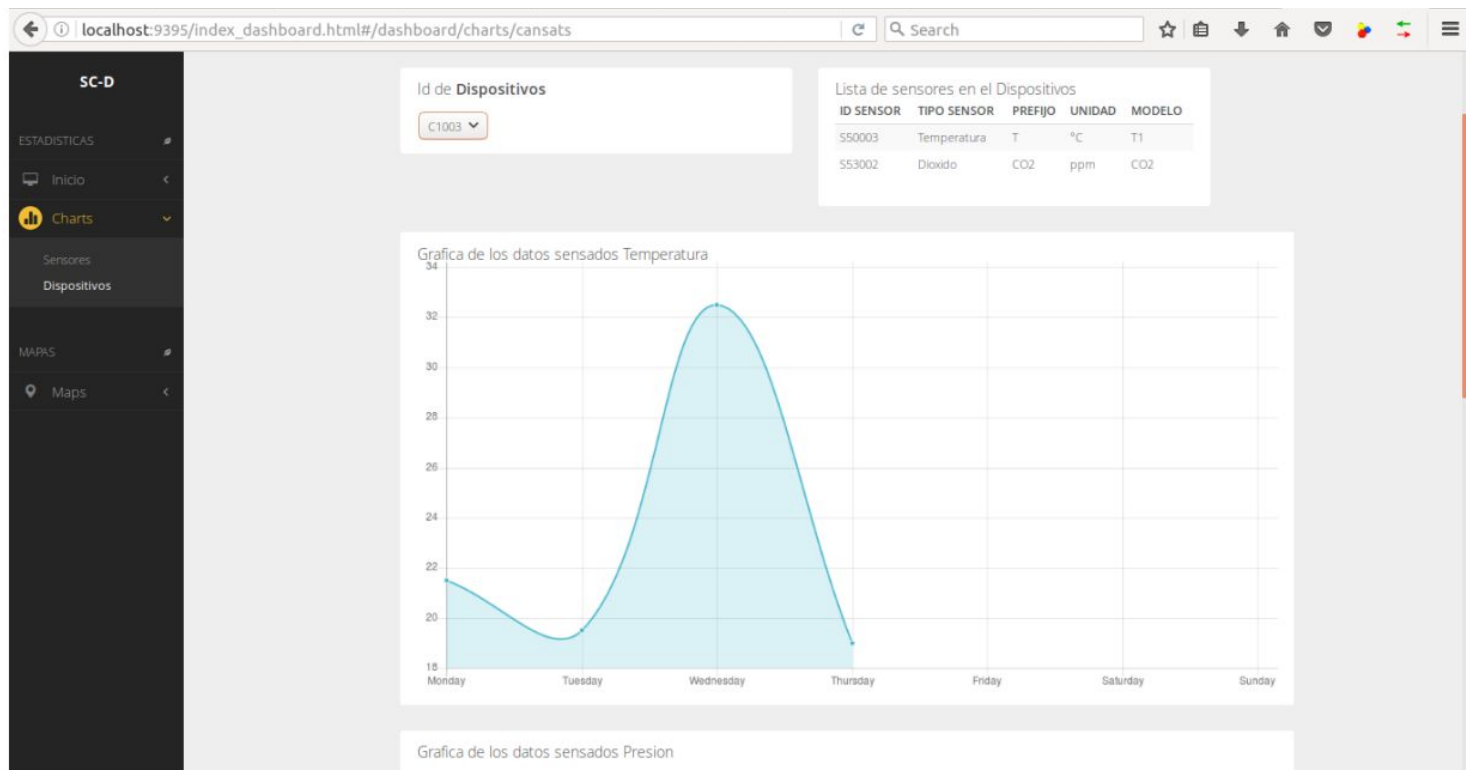 localhost:9395/index_dashboard.html#/dashboard/charts/cansats
Search
SC-D
ESTADISTICAS
Inicio
Charts
Sensores
Dispositivos
MAPAS
Maps
Id de Dispositivos
C1003
Lista de sensores en el Dispositivos
ID SENSOR TIPO SENSOR PREFIJO UNIDAD MODELO
S50003 Temperatura T °C T1
S53002 Dioxido CO2 ppm CO2
Grafica de los datos sensados Temperatura
34
32
30
28
26
24
22
20
18
Monday Tuesday Wednesday Thursday Friday Saturday Sunday
Grafica de los datos sensados Presion